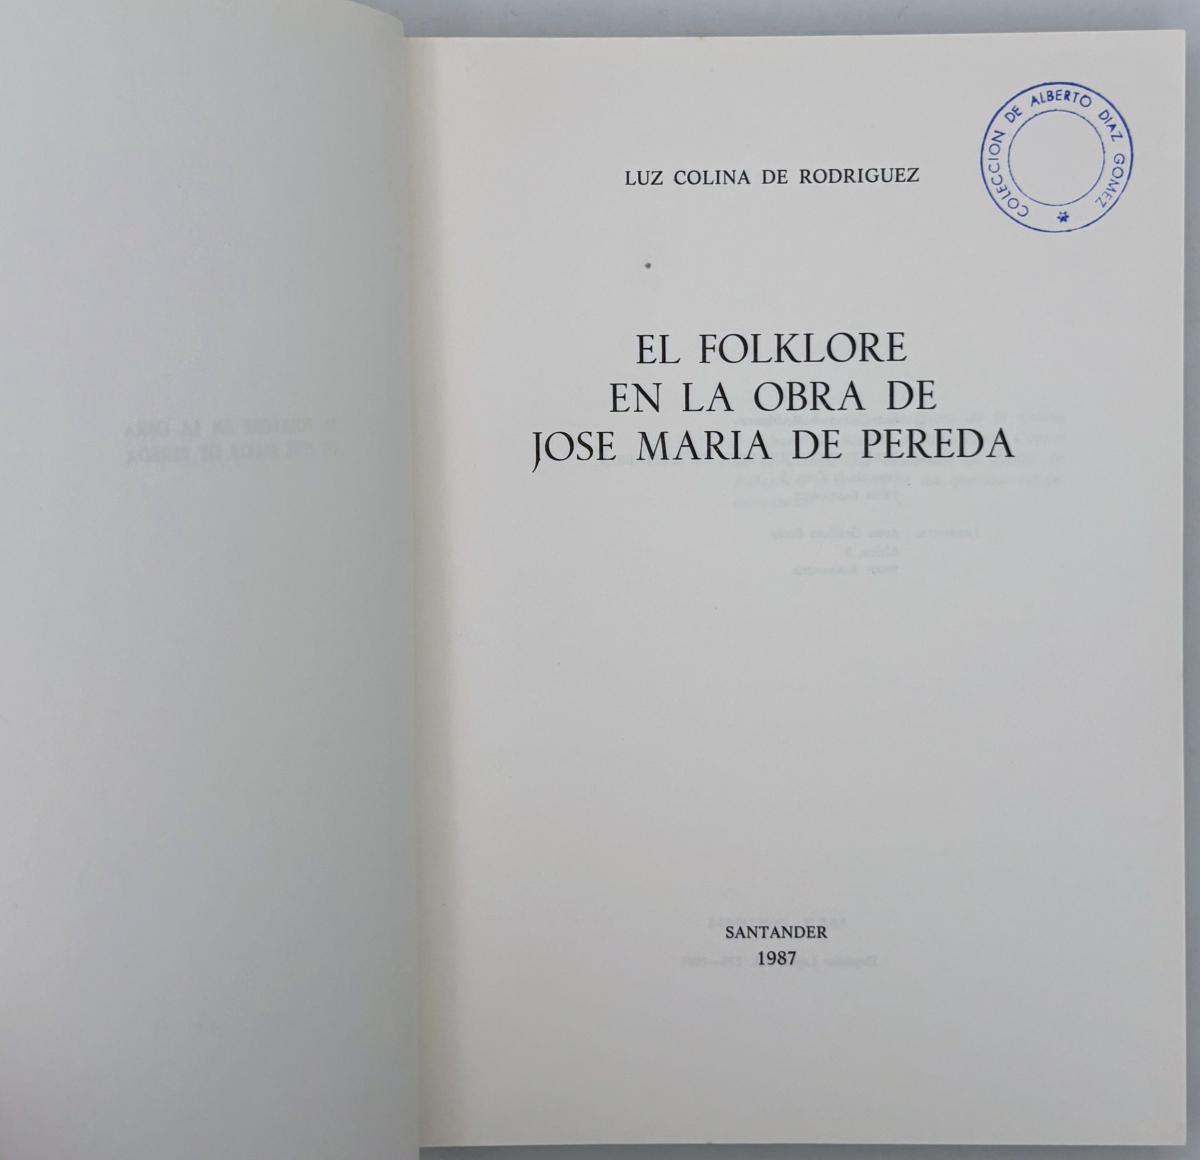 LUZ COLINA DE RODRIGUEZ
COLECCION DE ALBERTO DIAZ GOMEZ
EL FOLKLORE
EN LA OBRA DE
JOSE MARIA DE PEREDA
SANTANDER
1987